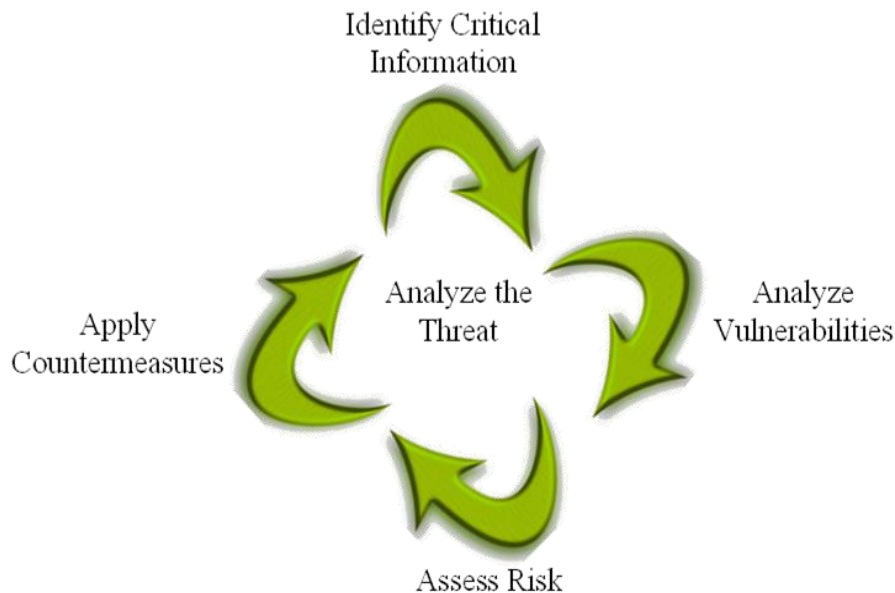 Identify Critical
Information
Analyze the
Threat
Analyze
Vulnerabilities
Apply
Countermeasures
Assess Risk